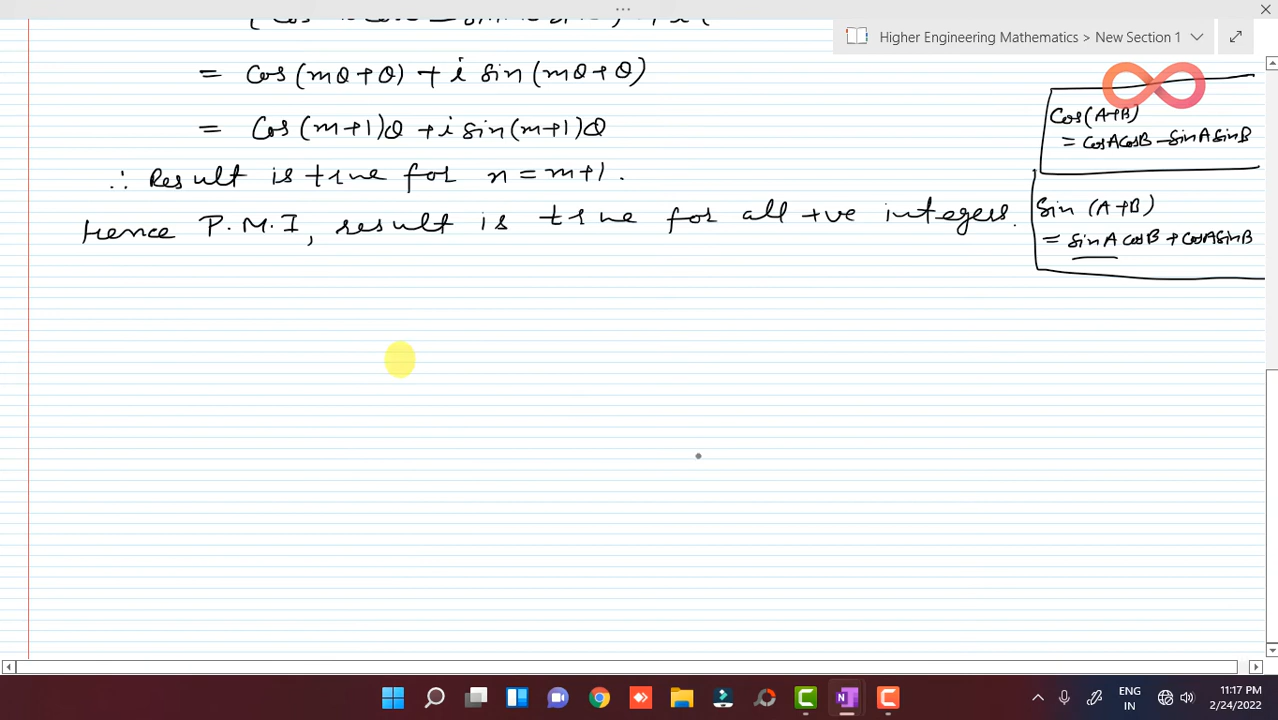 Higher Engineering Mathematics > New Section 1
= Cos(mθ+θ) + i sin(mθ+θ)
= Cos(m+1)θ + i sin(m+1)θ
∴ Result is true for n = m+1.
Hence P.M.I, result is true for all +ve integers.
Cos(A+B)
= cosAcosB - sinAsinB
Sin (A+B)
= sinA cosB + cosAsinB
ENG
IN
11:17 PM
2/24/2022